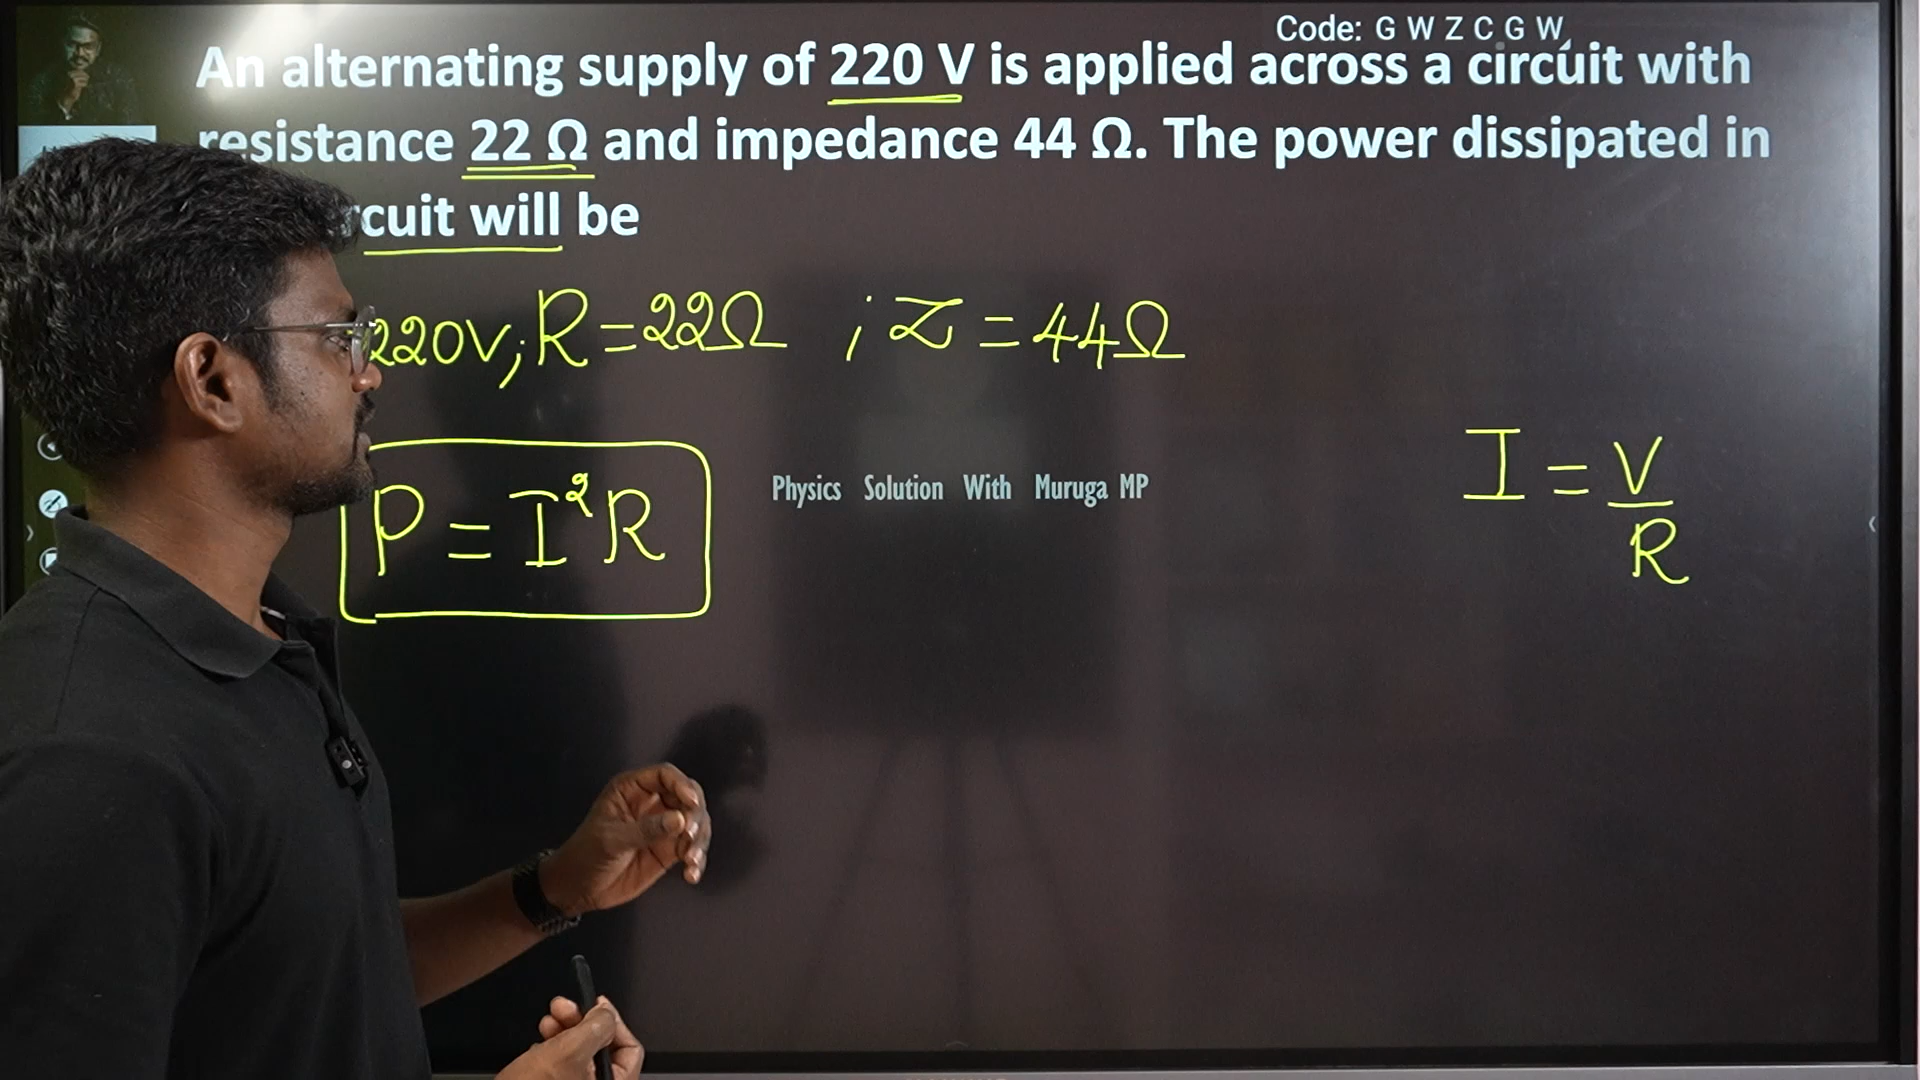 Code: G W Z C G W
An alternating supply of 220 V is applied across a circuit with
resistance 22 Ω and impedance 44 Ω. The power dissipated in
rcuit will be
220V; R = 22Ω ; Z = 44Ω
I = V/R
P = I²R
Physics Solution With Muruga MP